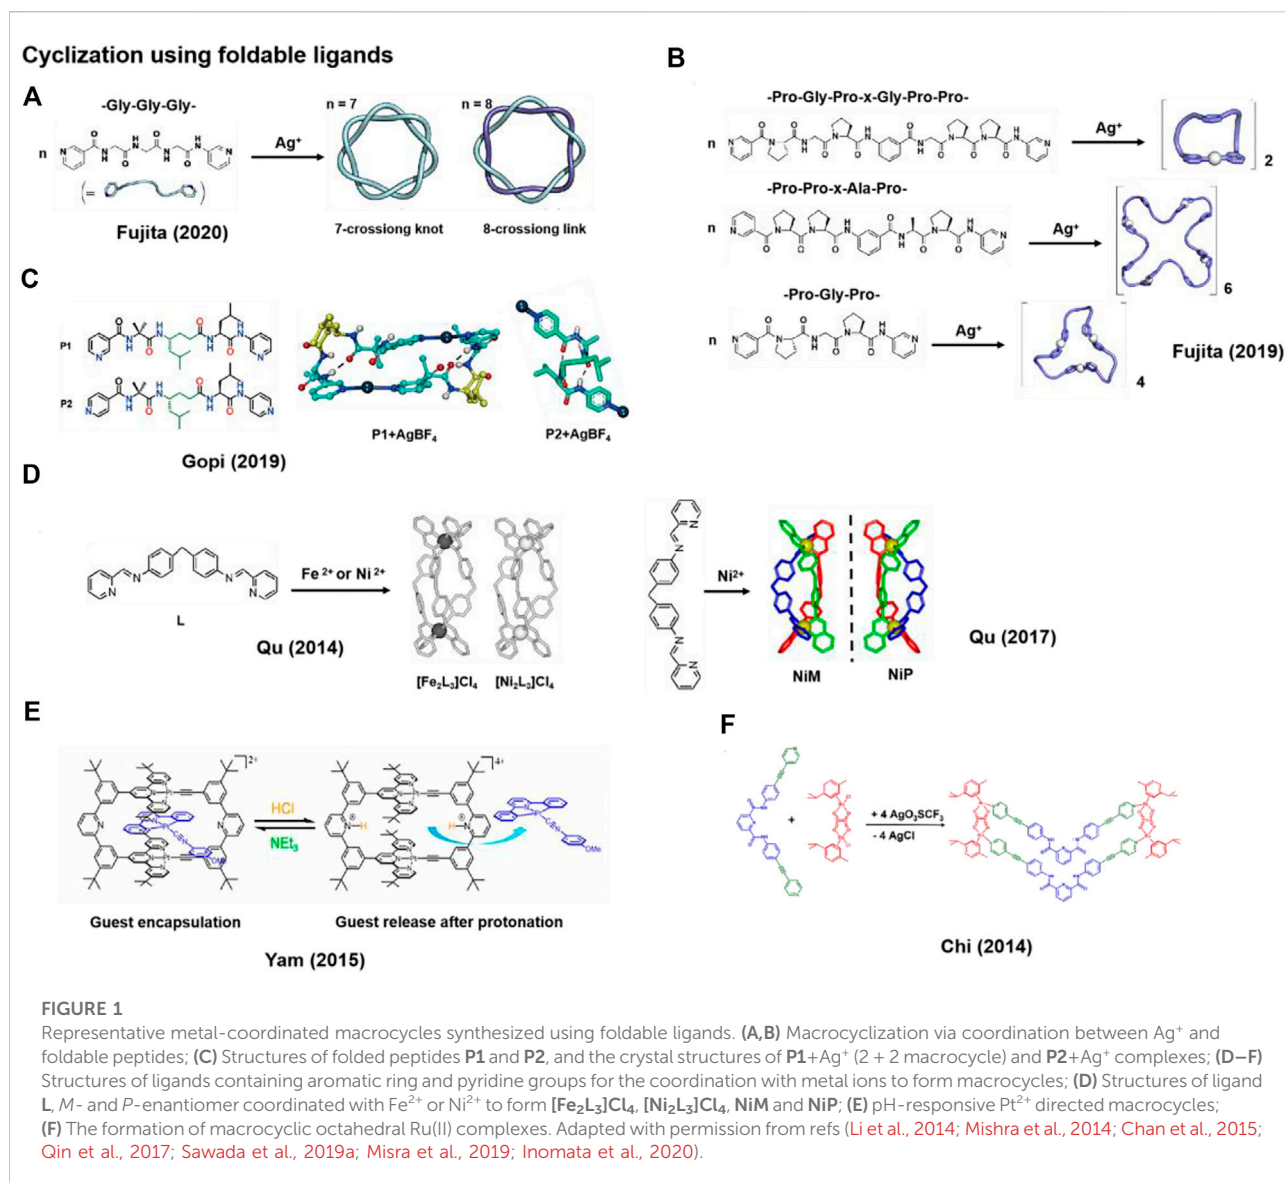 Cyclization using foldable ligands
A
-Gly-Gly-Gly-
n
Ag⁺
n = 7
n = 8
7-crossiong knot
8-crossiong link
Fujita (2020)
B
-Pro-Gly-Pro-x-Gly-Pro-Pro-
n
Ag⁺
2
-Pro-Pro-x-Ala-Pro-
n
Ag⁺
6
-Pro-Gly-Pro-
n
Ag⁺
4
Fujita (2019)
C
P1
P2
P1+AgBF₄
P2+AgBF₄
Gopi (2019)
D
L
Fe ²⁺ or Ni ²⁺
[Fe₂L₃]Cl₄
[Ni₂L₃]Cl₄
Qu (2014)
Ni²⁺
NiM
NiP
Qu (2017)
E
2+
HCl
NEt₃
4+
OMe
OMe
Guest encapsulation
Guest release after protonation
Yam (2015)
F
+
+ 4 AgO₃SCF₃
- 4 AgCl
Chi (2014)
FIGURE 1
Representative metal-coordinated macrocycles synthesized using foldable ligands. (A,B) Macrocyclization via coordination between Ag⁺ and
foldable peptides; (C) Structures of folded peptides P1 and P2, and the crystal structures of P1+Ag⁺ (2 + 2 macrocycle) and P2+Ag⁺ complexes; (D–F)
Structures of ligands containing aromatic ring and pyridine groups for the coordination with metal ions to form macrocycles; (D) Structures of ligand
L, M- and P-enantiomer coordinated with Fe²⁺ or Ni²⁺ to form [Fe₂L₃]Cl₄, [Ni₂L₃]Cl₄, NiM and NiP; (E) pH-responsive Pt²⁺ directed macrocycles;
(F) The formation of macrocyclic octahedral Ru(II) complexes. Adapted with permission from refs (Li et al., 2014; Mishra et al., 2014; Chan et al., 2015;
Qin et al., 2017; Sawada et al., 2019a; Misra et al., 2019; Inomata et al., 2020).